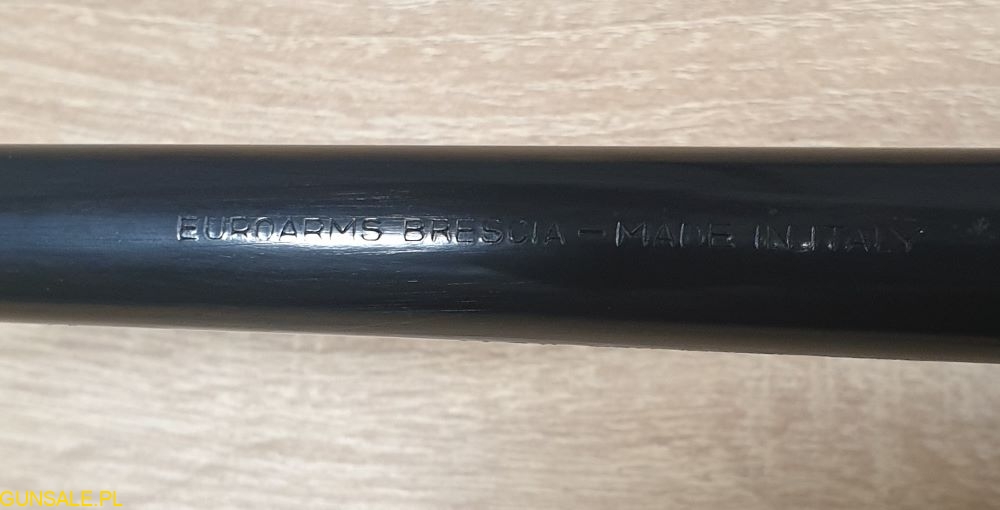 EUROARMS BRESCIA - MADE IN ITALY
GUNSALE.PL